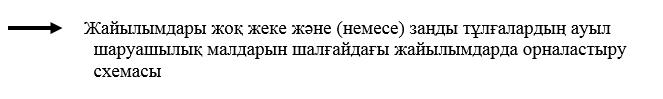 Жайылымдары жоқ жеке және (немесе) заңды тұлғалардың ауыл
шаруашылық малдарын шалғайдағы жайылымдарда орналастыру
схемасы